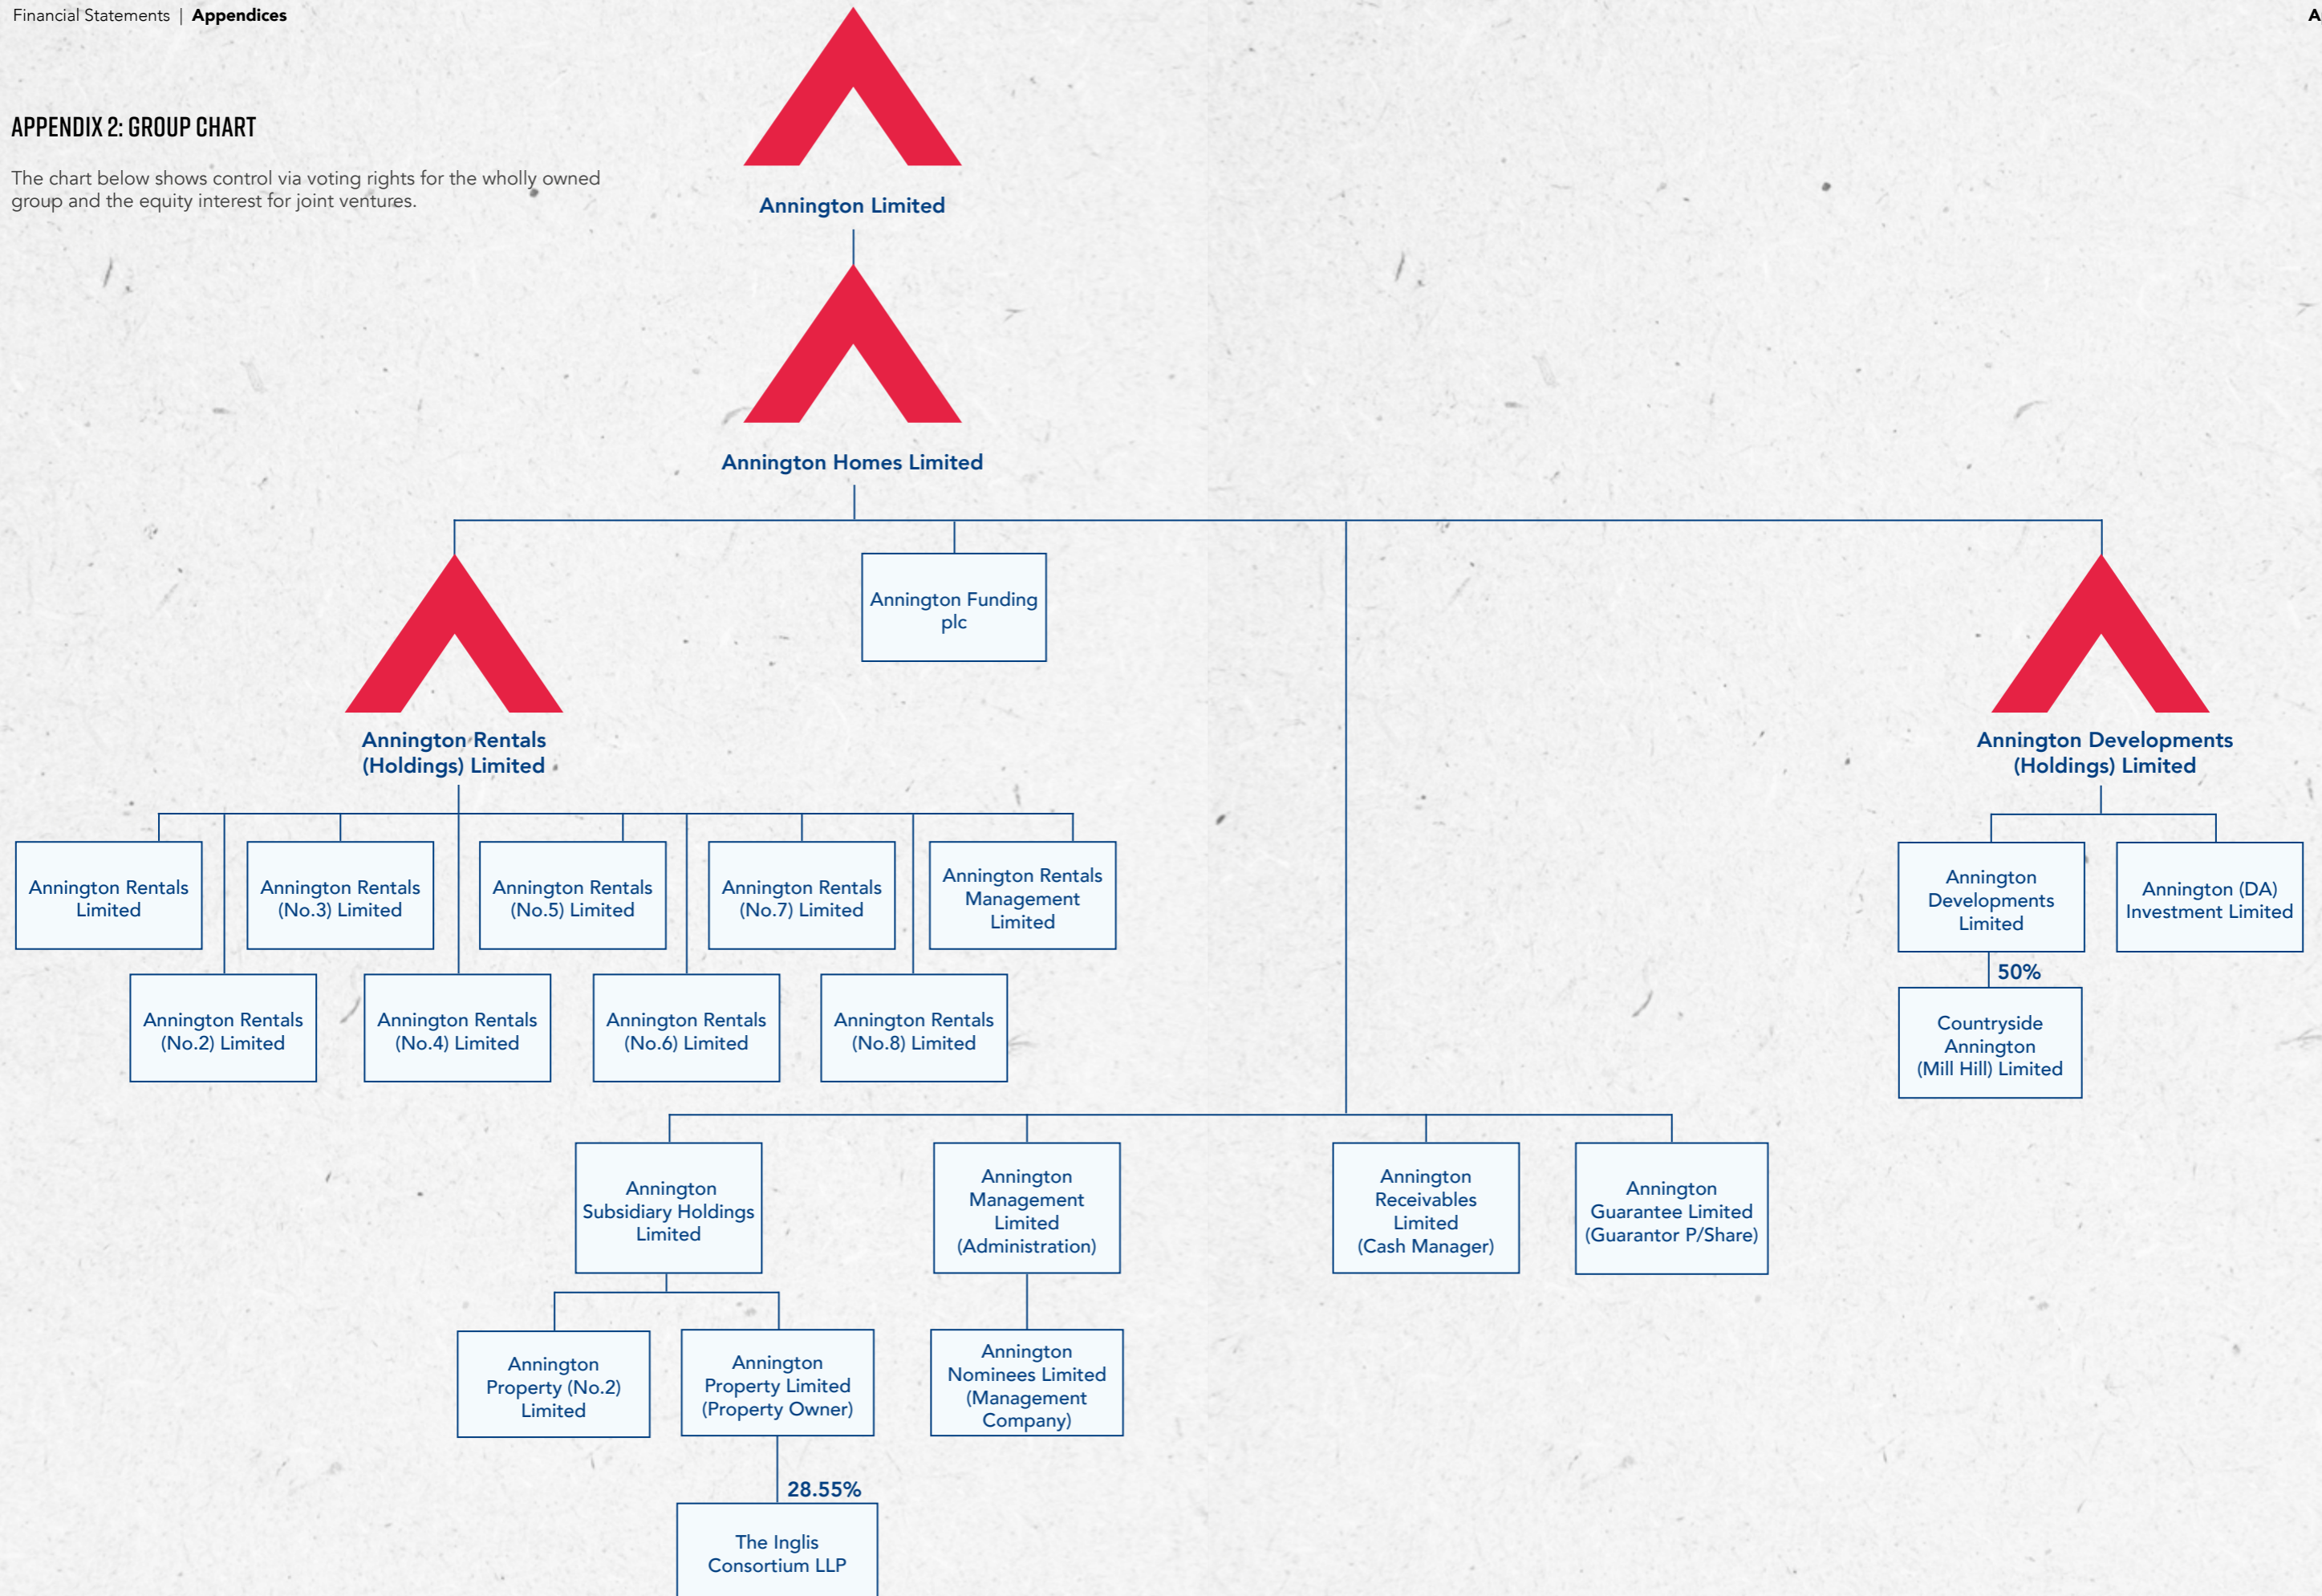 Financial Statements | Appendices
A
APPENDIX 2: GROUP CHART
The chart below shows control via voting rights for the wholly owned
group and the equity interest for joint ventures.
Annington Limited
Annington Homes Limited
Annington Funding
plc
Annington Rentals
(Holdings) Limited
Annington Developments
(Holdings) Limited
Annington Rentals
Limited
Annington Rentals
(No.3) Limited
Annington Rentals
(No.5) Limited
Annington Rentals
(No.7) Limited
Annington Rentals
Management
Limited
Annington
Developments
Limited
Annington (DA)
Investment Limited
50%
Annington Rentals
(No.2) Limited
Annington Rentals
(No.4) Limited
Annington Rentals
(No.6) Limited
Annington Rentals
(No.8) Limited
Countryside
Annington
(Mill Hill) Limited
Annington
Subsidiary Holdings
Limited
Annington
Management
Limited
(Administration)
Annington
Receivables
Limited
(Cash Manager)
Annington
Guarantee Limited
(Guarantor P/Share)
Annington
Property (No.2)
Limited
Annington
Property Limited
(Property Owner)
Annington
Nominees Limited
(Management
Company)
28.55%
The Inglis
Consortium LLP